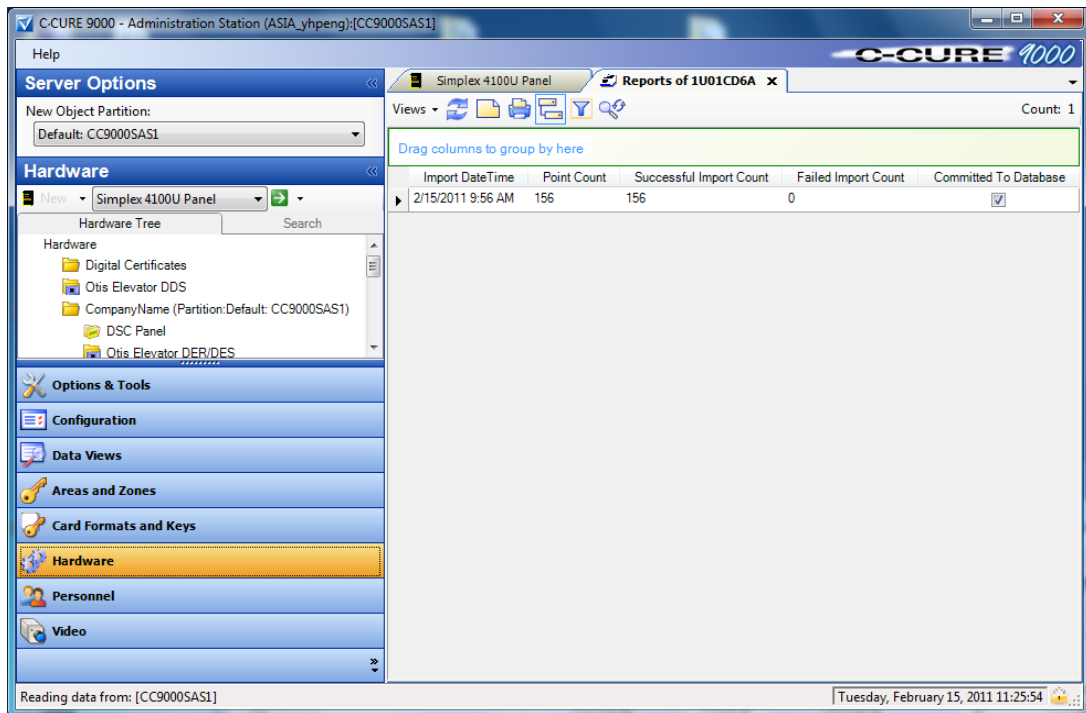 C-CURE 9000 - Administration Station (ASIA_yhpeng):[CC9000SAS1]
Help
C-CURE 9000
Server Options
New Object Partition:
Default: CC9000SAS1
Hardware
New
Simplex 4100U Panel
Hardware Tree
Search
Hardware
Digital Certificates
Otis Elevator DDS
CompanyName (Partition:Default: CC9000SAS1)
DSC Panel
Otis Elevator DER/DES
Options & Tools
Configuration
Data Views
Areas and Zones
Card Formats and Keys
Hardware
Personnel
Video
Simplex 4100U Panel
Reports of 1U01CD6A
Views
Count: 1
Drag columns to group by here
Import DateTime Point Count Successful Import Count Failed Import Count Committed To Database
2/15/2011 9:56 AM 156 156 0
Reading data from: [CC9000SAS1]
Tuesday, February 15, 2011 11:25:54